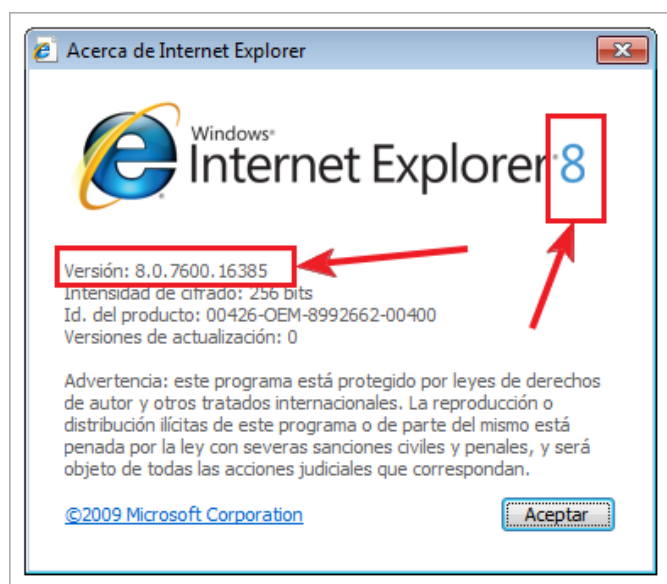 Acerca de Internet Explorer
Windows®
Internet Explorer 8
Versión: 8.0.7600.16385
Intensidad de cifrado: 256 bits
Id. del producto: 00426-OEM-8992662-00400
Versiones de actualización: 0
Advertencia: este programa está protegido por leyes de derechos
de autor y otros tratados internacionales. La reproducción o
distribución ilícitas de este programa o de parte del mismo está
penada por la ley con severas sanciones civiles y penales, y será
objeto de todas las acciones judiciales que correspondan.
©2009 Microsoft Corporation
Aceptar